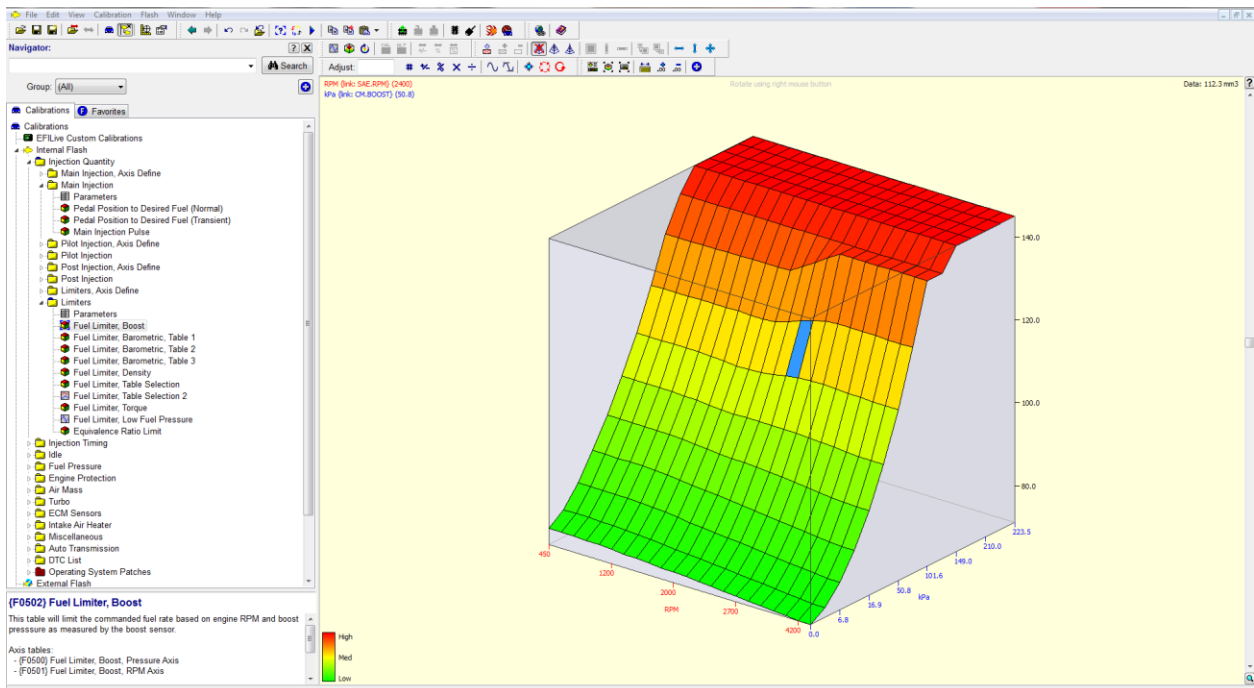 File Edit View Calibration Flash Window Help
Navigator:
Search
Adjust:
Group: (All)
Calibrations
Favorites
Calibrations
EFILive Custom Calibrations
Internal Flash
Injection Quantity
Main Injection, Axis Define
Main Injection
Parameters
Pedal Position to Desired Fuel (Normal)
Pedal Position to Desired Fuel (Transient)
Main Injection Pulse
Pilot Injection, Axis Define
Pilot Injection
Post Injection, Axis Define
Post Injection
Limiters, Axis Define
Limiters
Parameters
Fuel Limiter, Boost
Fuel Limiter, Barometric, Table 1
Fuel Limiter, Barometric, Table 2
Fuel Limiter, Barometric, Table 3
Fuel Limiter, Density
Fuel Limiter, Table Selection
Fuel Limiter, Table Selection 2
Fuel Limiter, Torque
Fuel Limiter, Low Fuel Pressure
Equivalence Ratio Limit
Injection Timing
Idle
Fuel Pressure
Engine Protection
Air Mass
Turbo
ECM Sensors
Intake Air Heater
Miscellaneous
Auto Transmission
DTC List
Operating System Patches
External Flash
{F0502} Fuel Limiter, Boost
This table will limit the commanded fuel rate based on engine RPM and boost
presssure as measured by the boost sensor.
Axis tables:
- {F0500} Fuel Limiter, Boost, Pressure Axis
- {F0501} Fuel Limiter, Boost, RPM Axis
RPM (link: SAE.RPM) (2400)
kPa (link: CM.BOOST) (50.8)
Rotate using right mouse button
Data: 112.3 mm3
140.0
120.0
100.0
80.0
223.5
210.0
149.0
101.6
50.8
kPa
16.9
6.8
0.0
450
1200
2000
RPM
2700
4200
High
Med
Low